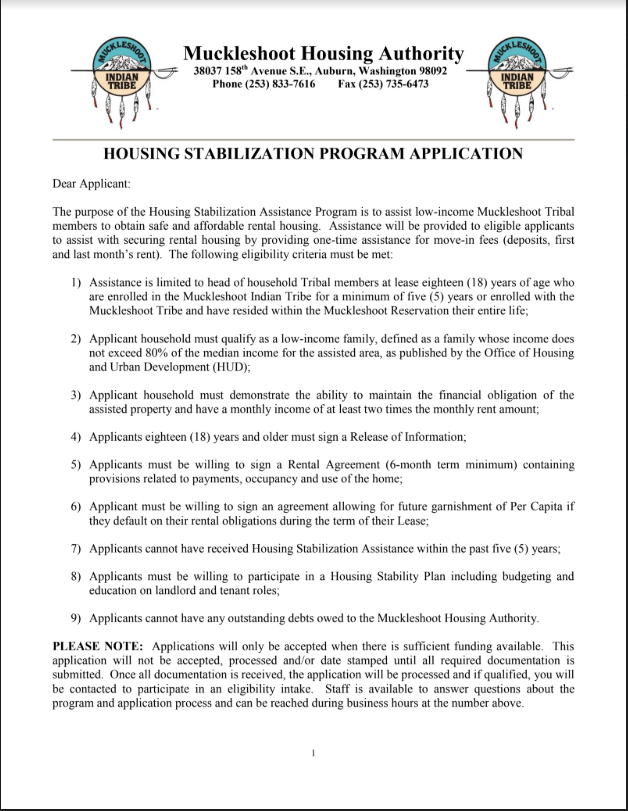 MUCKLESHOOT
INDIAN
TRIBE
Muckleshoot Housing Authority
38037 158th Avenue S.E., Auburn, Washington 98092
Phone (253) 833-7616 Fax (253) 735-6473
MUCKLESHOOT
INDIAN
TRIBE
HOUSING STABILIZATION PROGRAM APPLICATION
Dear Applicant:
The purpose of the Housing Stabilization Assistance Program is to assist low-income Muckleshoot Tribal
members to obtain safe and affordable rental housing. Assistance will be provided to eligible applicants
to assist with securing rental housing by providing one-time assistance for move-in fees (deposits, first
and last month’s rent). The following eligibility criteria must be met:
1) Assistance is limited to head of household Tribal members at lease eighteen (18) years of age who
are enrolled in the Muckleshoot Indian Tribe for a minimum of five (5) years or enrolled with the
Muckleshoot Tribe and have resided within the Muckleshoot Reservation their entire life;
2) Applicant household must qualify as a low-income family, defined as a family whose income does
not exceed 80% of the median income for the assisted area, as published by the Office of Housing
and Urban Development (HUD);
3) Applicant household must demonstrate the ability to maintain the financial obligation of the
assisted property and have a monthly income of at least two times the monthly rent amount;
4) Applicants eighteen (18) years and older must sign a Release of Information;
5) Applicants must be willing to sign a Rental Agreement (6-month term minimum) containing
provisions related to payments, occupancy and use of the home;
6) Applicant must be willing to sign an agreement allowing for future garnishment of Per Capita if
they default on their rental obligations during the term of their Lease;
7) Applicants cannot have received Housing Stabilization Assistance within the past five (5) years;
8) Applicants must be willing to participate in a Housing Stability Plan including budgeting and
education on landlord and tenant roles;
9) Applicants cannot have any outstanding debts owed to the Muckleshoot Housing Authority.
PLEASE NOTE: Applications will only be accepted when there is sufficient funding available. This
application will not be accepted, processed and/or date stamped until all required documentation is
submitted. Once all documentation is received, the application will be processed and if qualified, you will
be contacted to participate in an eligibility intake. Staff is available to answer questions about the
program and application process and can be reached during business hours at the number above.
1